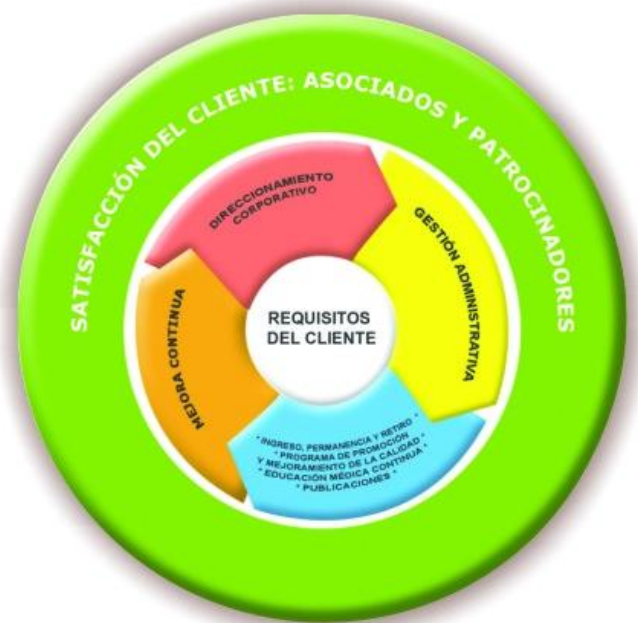 SATISFACCIÓN DEL CLIENTE: ASOCIADOS Y PATROCINADORES
DIRECCIONAMIENTO
CORPORATIVO
GESTIÓN ADMINISTRATIVA
REQUISITOS
DEL CLIENTE
MEJORA CONTINUA
* INGRESO, PERMANENCIA Y RETIRO *
* PROGRAMA DE PROMOCIÓN
Y MEJORAMIENTO DE LA CALIDAD *
* EDUCACIÓN MÉDICA CONTINUA *
* PUBLICACIONES *